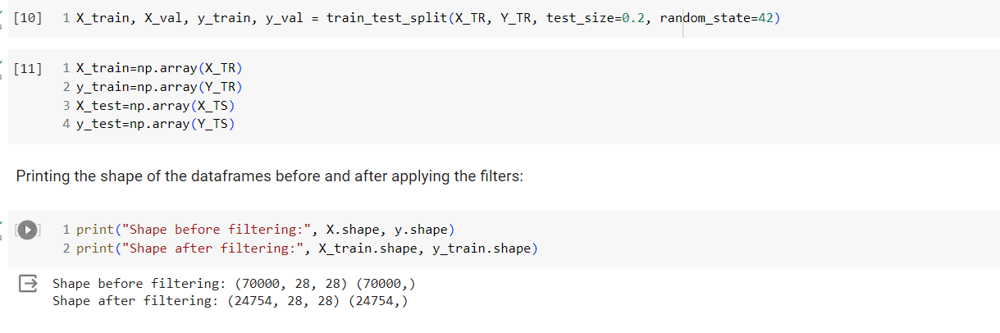 [10] 1 X_train, X_val, y_train, y_val = train_test_split(X_TR, Y_TR, test_size=0.2, random_state=42)
[11] 1 X_train=np.array(X_TR)
2 y_train=np.array(Y_TR)
3 X_test=np.array(X_TS)
4 y_test=np.array(Y_TS)
Printing the shape of the dataframes before and after applying the filters:
1 print("Shape before filtering:", X.shape, y.shape)
2 print("Shape after filtering:", X_train.shape, y_train.shape)
Shape before filtering: (70000, 28, 28) (70000,)
Shape after filtering: (24754, 28, 28) (24754,)